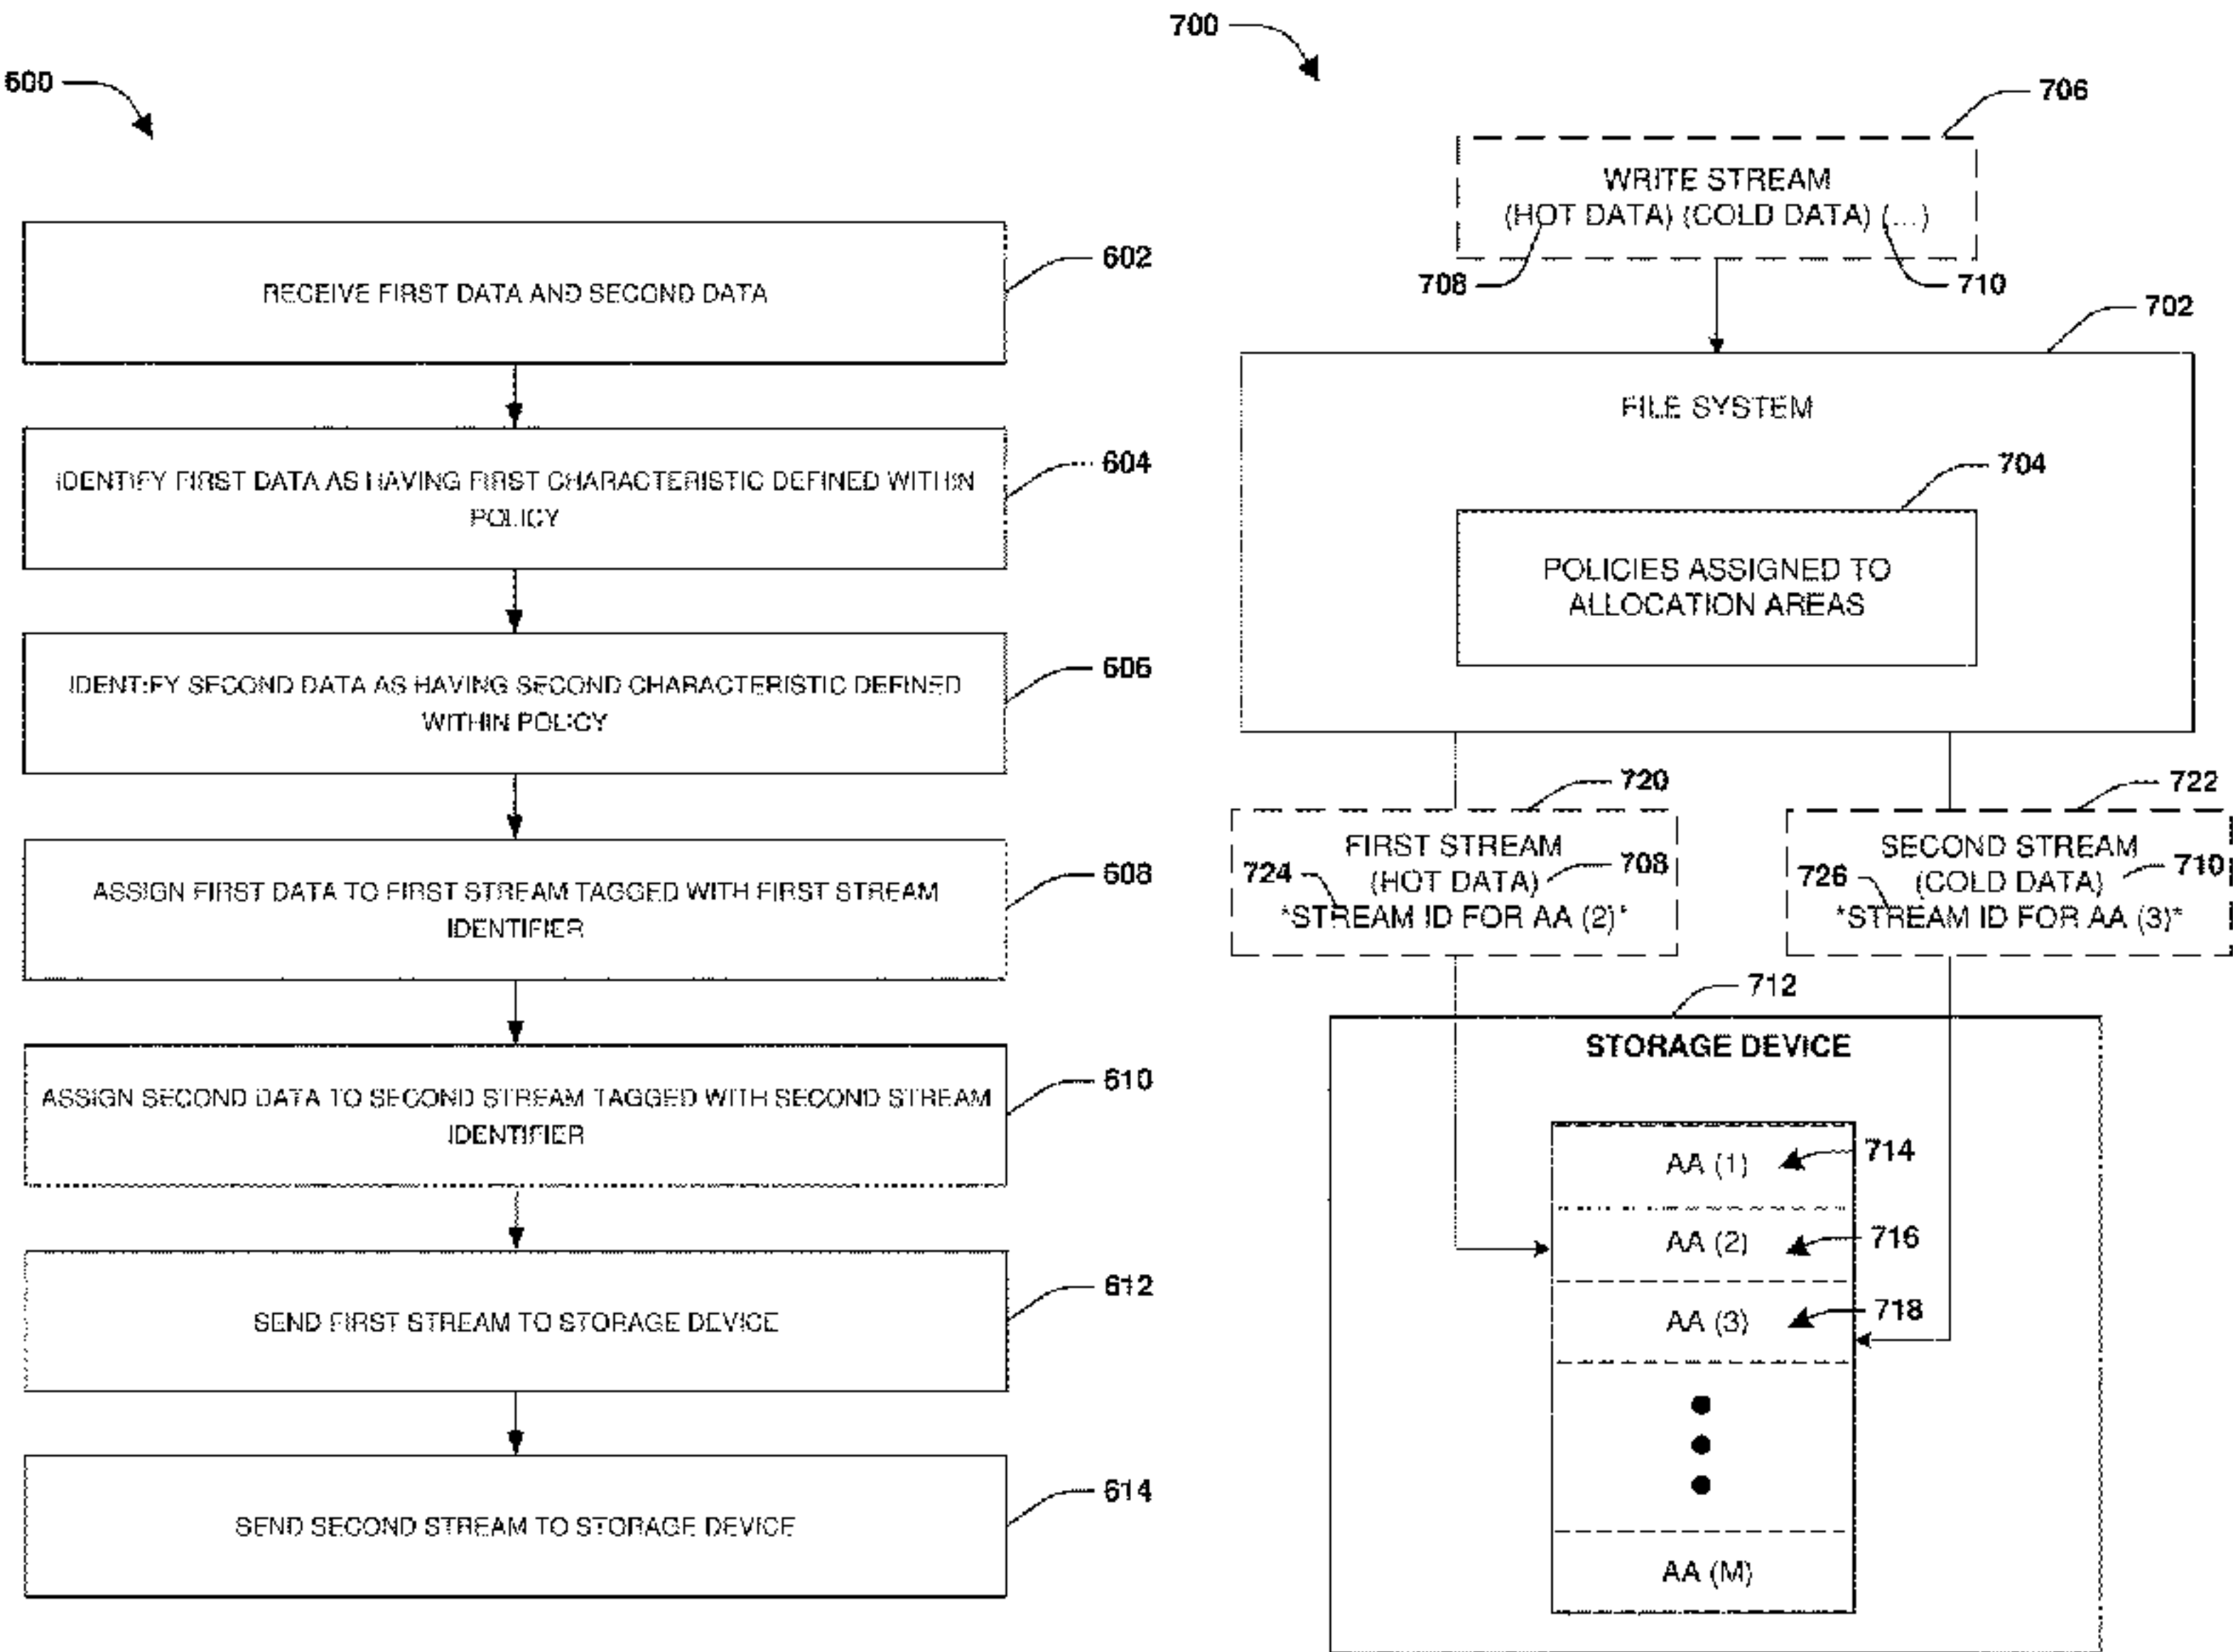 600
RECEIVE FIRST DATA AND SECOND DATA
602
IDENTIFY FIRST DATA AS HAVING FIRST CHARACTERISTIC DEFINED WITHIN
POLICY
604
IDENTIFY SECOND DATA AS HAVING SECOND CHARACTERISTIC DEFINED
WITHIN POLICY
606
ASSIGN FIRST DATA TO FIRST STREAM TAGGED WITH FIRST STREAM
IDENTIFIER
608
ASSIGN SECOND DATA TO SECOND STREAM TAGGED WITH SECOND STREAM
IDENTIFIER
610
SEND FIRST STREAM TO STORAGE DEVICE
612
SEND SECOND STREAM TO STORAGE DEVICE
614
700
706
WRITE STREAM
(HOT DATA) (COLD DATA) (...)
708
710
702
FILE SYSTEM
704
POLICIES ASSIGNED TO
ALLOCATION AREAS
720
FIRST STREAM
(HOT DATA)
708
724
*STREAM ID FOR AA (2)*
722
SECOND STREAM
(COLD DATA)
710
726
*STREAM ID FOR AA (3)*
712
STORAGE DEVICE
AA (1)
714
AA (2)
716
AA (3)
718
AA (M)